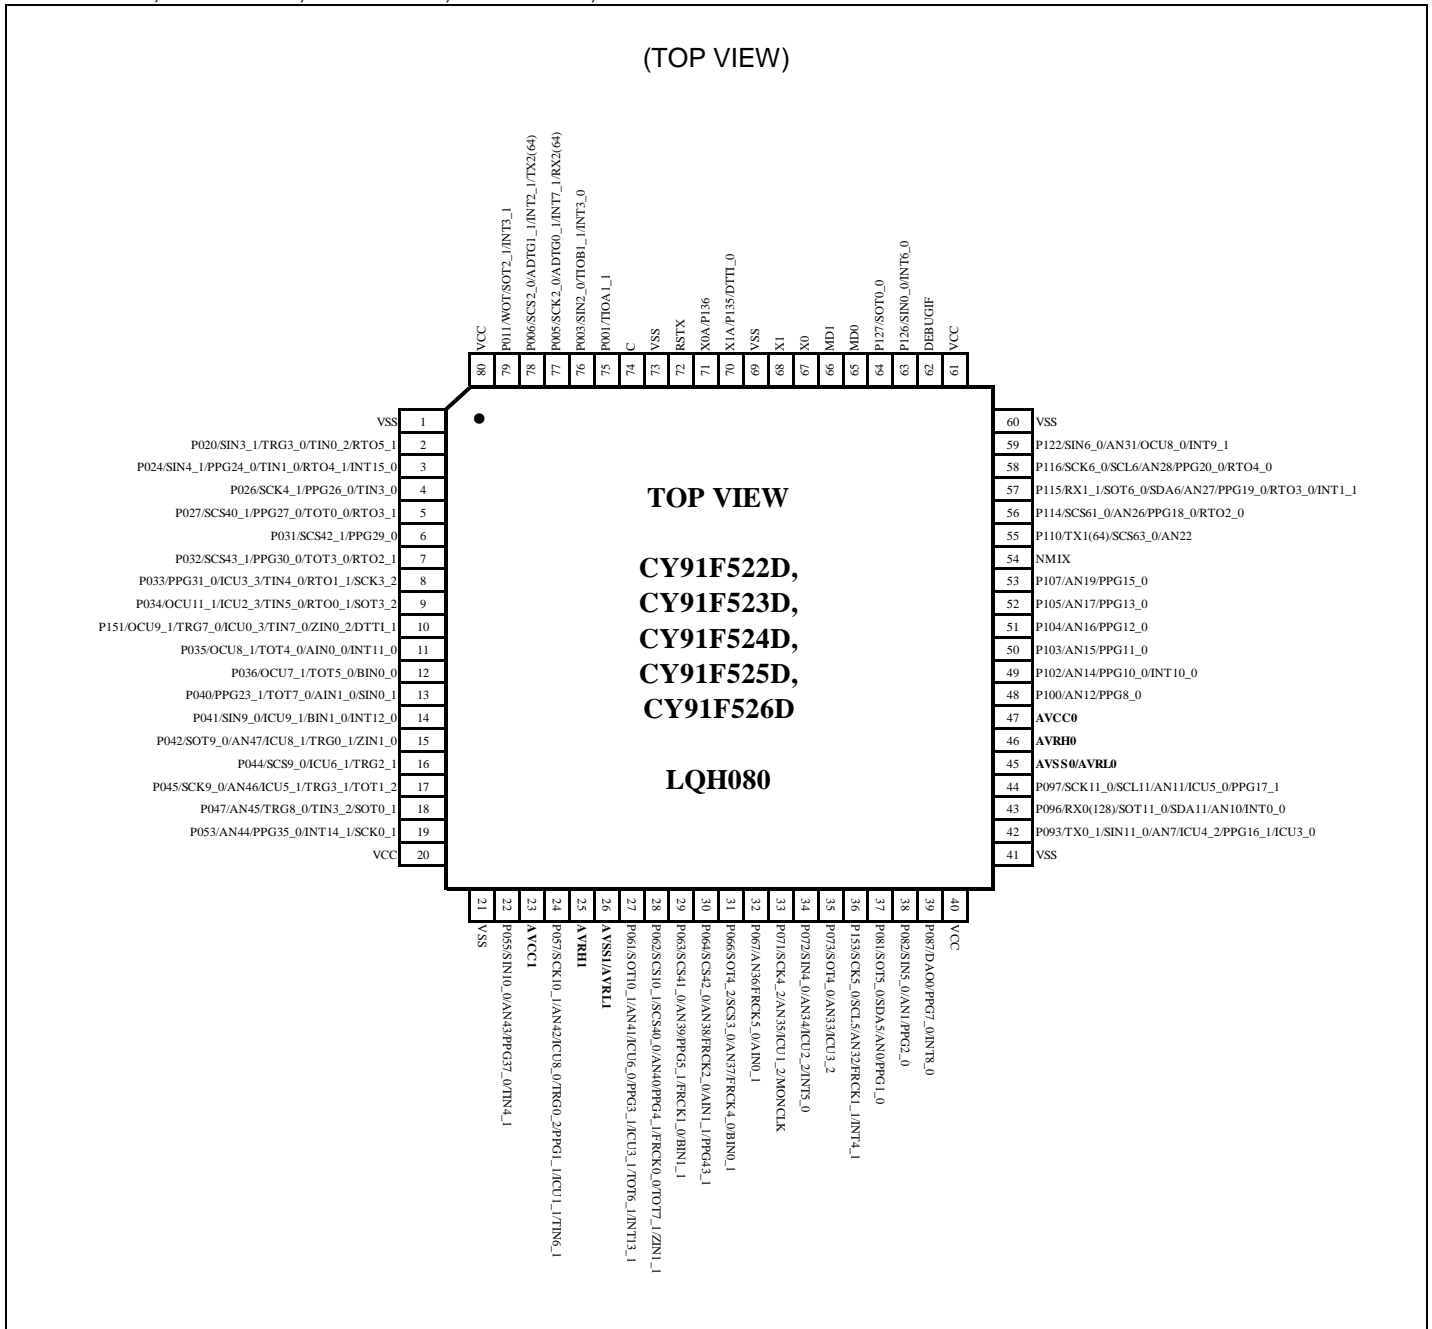 (TOP VIEW)
VCC
P011/WOT/SOT2_1/INT3_1
P006/SCS2_0/ADTG1_1/INT2_1/TX2(64)
P005/SCK2_0/ADTG0_1/INT7_1/RX2(64)
P003/SIN2_0/TIOB1_1/INT3_0
P001/TIOA1_1
C
VSS
RSTX
X0A/P136
X1A/P135/DTTI_0
VSS
X1
X0
MD1
MD0
P127/SOT0_0
P126/SIN0_0/INT6_0
DEBUGIF
VCC
80 79 78 77 76 75 74 73 72 71 70 69 68 67 66 65 64 63 62 61
VSS 1
P020/SIN3_1/TRG3_0/TIN0_2/RTO5_1 2
P024/SIN4_1/PPG24_0/TIN1_0/RTO4_1/INT15_0 3
P026/SCK4_1/PPG26_0/TIN3_0 4
P027/SCS40_1/PPG27_0/TOT0_0/RTO3_1 5
P031/SCS42_1/PPG29_0 6
P032/SCS43_1/PPG30_0/TOT3_0/RTO2_1 7
P033/PPG31_0/ICU3_3/TIN4_0/RTO1_1/SCK3_2 8
P034/OCU11_1/ICU2_3/TIN5_0/RTO0_1/SOT3_2 9
P151/OCU9_1/TRG7_0/ICU0_3/TIN7_0/ZIN0_2/DTTI_1 10
P035/OCU8_1/TOT4_0/AIN0_0/INT11_0 11
P036/OCU7_1/TOT5_0/BIN0_0 12
P040/PPG23_1/TOT7_0/AIN1_0/SIN0_1 13
P041/SIN9_0/ICU9_1/BIN1_0/INT12_0 14
P042/SOT9_0/AN47/ICU8_1/TRG0_1/ZIN1_0 15
P044/SCS9_0/ICU6_1/TRG2_1 16
P045/SCK9_0/AN46/ICU5_1/TRG3_1/TOT1_2 17
P047/AN45/TRG8_0/TIN3_2/SOT0_1 18
P053/AN44/PPG35_0/INT14_1/SCK0_1 19
VCC 20
TOP VIEW
CY91F522D,
CY91F523D,
CY91F524D,
CY91F525D,
CY91F526D
LQH080
60 VSS
59 P122/SIN6_0/AN31/OCU8_0/INT9_1
58 P116/SCK6_0/SCL6/AN28/PPG20_0/RTO4_0
57 P115/RX1_1/SOT6_0/SDA6/AN27/PPG19_0/RTO3_0/INT1_1
56 P114/SCS61_0/AN26/PPG18_0/RTO2_0
55 P110/TX1(64)/SCS63_0/AN22
54 NMIX
53 P107/AN19/PPG15_0
52 P105/AN17/PPG13_0
51 P104/AN16/PPG12_0
50 P103/AN15/PPG11_0
49 P102/AN14/PPG10_0/INT10_0
48 P100/AN12/PPG8_0
47 AVCC0
46 AVRH0
45 AVSS0/AVRL0
44 P097/SCK11_0/SCL11/AN11/ICU5_0/PPG17_1
43 P096/RX0(128)/SOT11_0/SDA11/AN10/INT0_0
42 P093/TX0_1/SIN11_0/AN7/ICU4_2/PPG16_1/ICU3_0
41 VSS
21 22 23 24 25 26 27 28 29 30 31 32 33 34 35 36 37 38 39 40
VSS
P055/SIN10_0/AN43/PPG37_0/TIN4_1
AVCC1
P057/SCK10_1/AN42/ICU8_0/TRG0_2/PPG1_1/ICU1_1/TIN6_1
AVRH1
AVSS1/AVRL1
P061/SOT10_1/AN41/ICU6_0/PPG3_1/ICU3_1/TOT6_1/INT13_1
P062/SCS10_1/SCS40_0/AN40/PPG4_1/FRCK0_0/TOT7_1/ZIN1_1
P063/SCS41_0/AN39/PPG5_1/FRCK1_0/BIN1_1
P064/SCS42_0/AN38/FRCK2_0/AIN1_1/PPG43_1
P066/SOT4_2/SCS3_0/AN37/FRCK4_0/BIN0_1
P067/AN36/FRCK5_0/AIN0_1
P071/SCK4_2/AN35/ICU1_2/MONCLK
P072/SIN4_0/AN34/ICU2_2/INT5_0
P073/SOT4_0/AN33/ICU3_2
P153/SCK5_0/SCL5/AN32/FRCK1_1/INT4_1
P081/SOT5_0/SDA5/AN0/PPG1_0
P082/SIN5_0/AN1/PPG2_0
P087/DAO0/PPG7_0/INT8_0
VCC